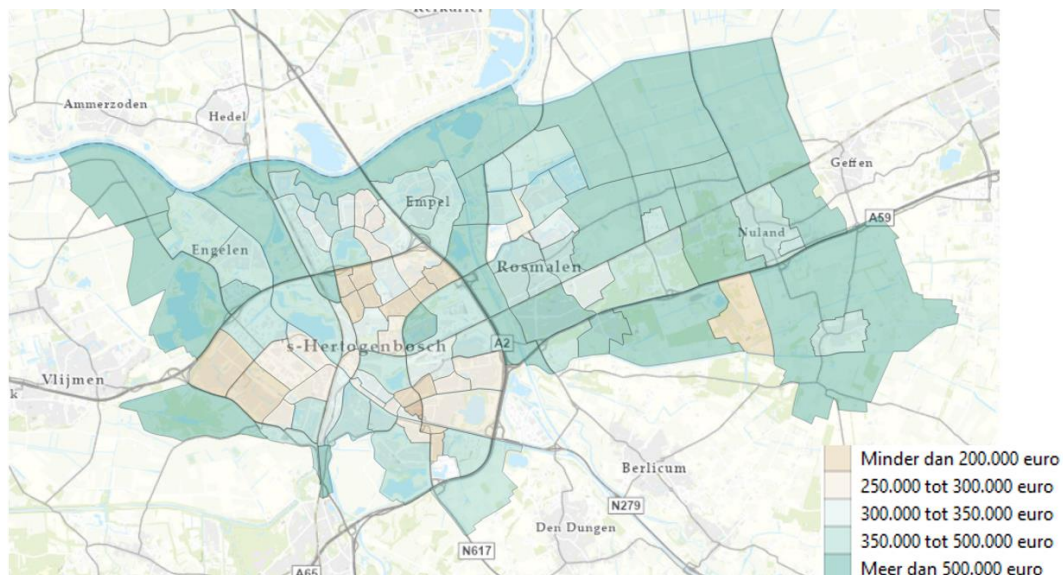 Kerkdriel
Ammerzoden
Hedel
Geffen
Empel
A59
Engelen
Nuland
Rosmalen
's-Hertogenbosch
A2
Vlijmen
k
Minder dan 200.000 euro
Berlicum
250.000 tot 300.000 euro
N279
300.000 tot 350.000 euro
Den Dungen
350.000 tot 500.000 euro
N617
A65
Meer dan 500.000 euro